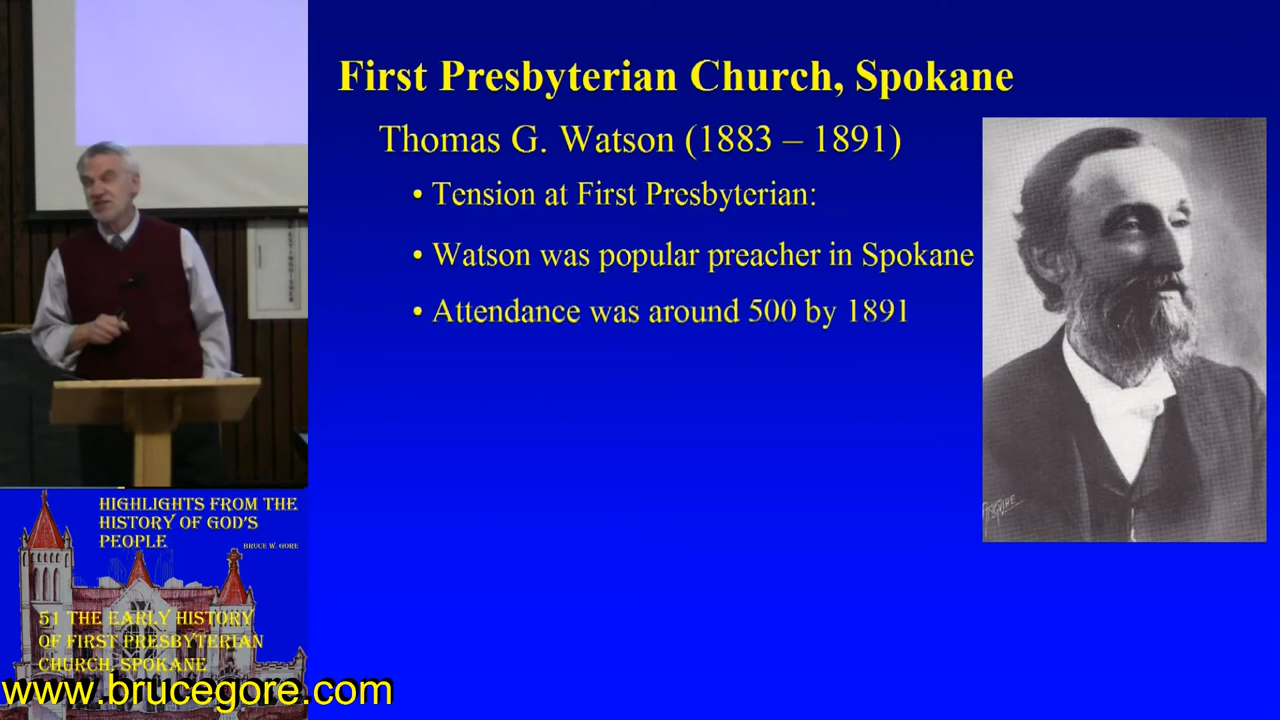 First Presbyterian Church, Spokane
Thomas G. Watson (1883 – 1891)
• Tension at First Presbyterian:
• Watson was popular preacher in Spokane
• Attendance was around 500 by 1891
HIGHLIGHTS FROM THE
HISTORY OF GOD'S
PEOPLE
BRUCE W. GORE
51 THE EARLY HISTORY
OF FIRST PRESBYTERIAN
CHURCH, SPOKANE
www.brucegore.com